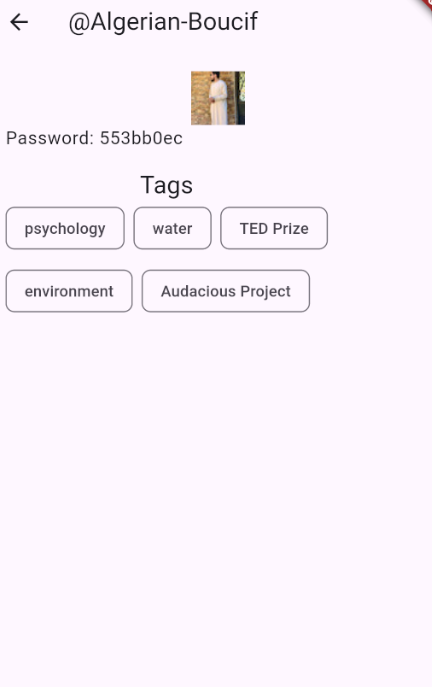 @Algerian-Boucif
Password: 553bb0ec
Tags
psychology water TED Prize
environment Audacious Project